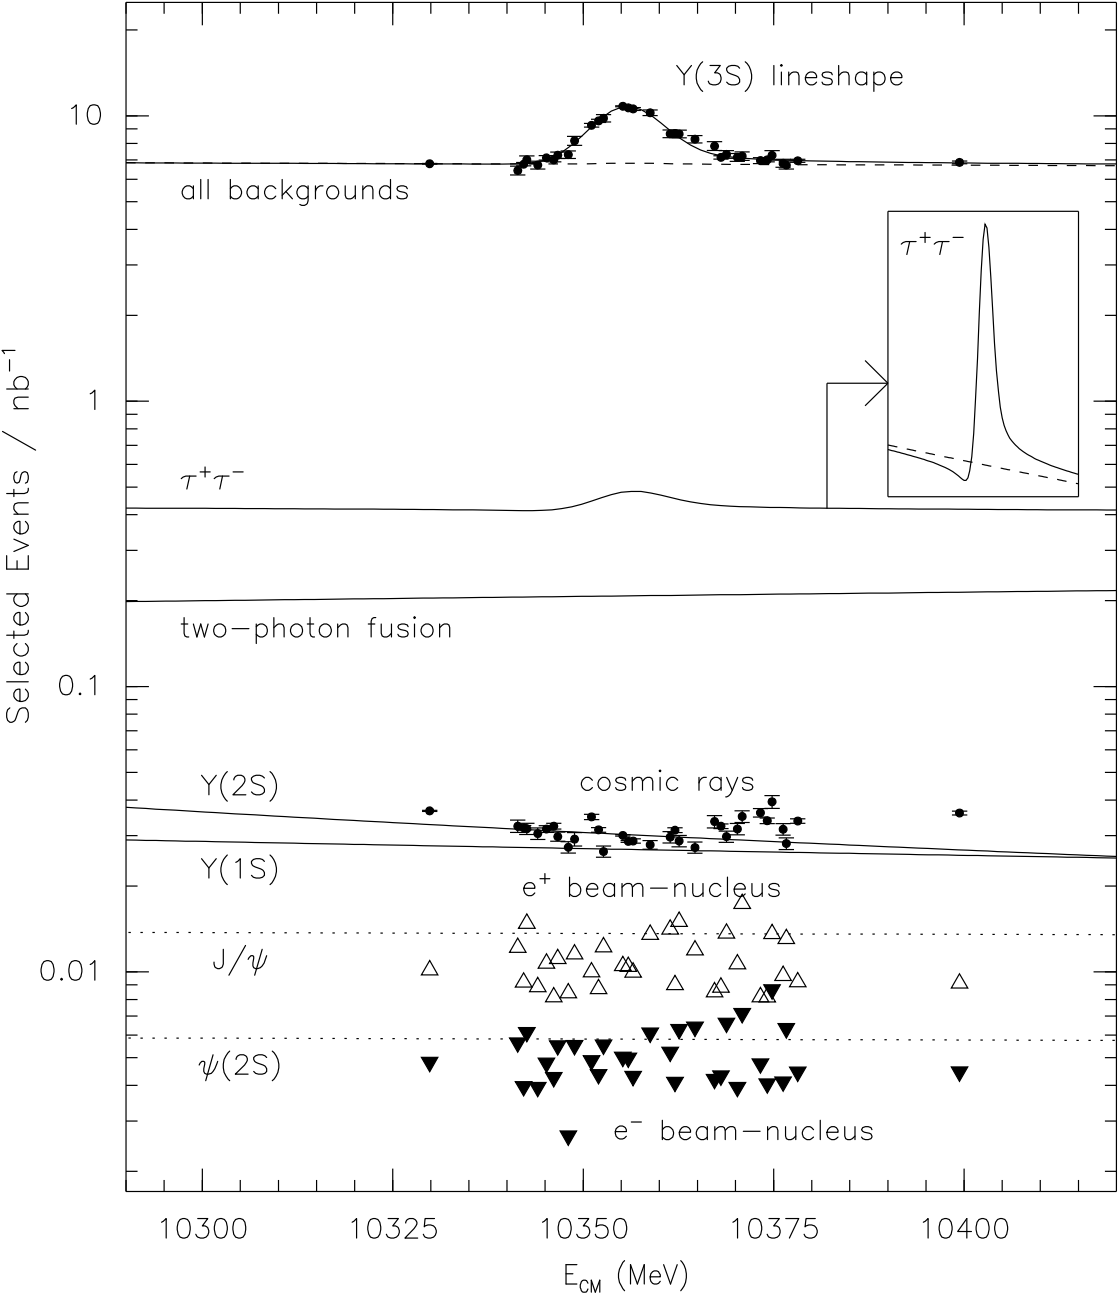 Υ(3S) lineshape
10
all backgrounds
τ⁺τ⁻
1
τ⁺τ⁻
two−photon fusion
0.1
Υ(2S)
cosmic rays
Υ(1S)
e⁺ beam−nucleus
J/ψ
0.01
ψ(2S)
e⁻ beam−nucleus
10300 10325 10350 10375 10400
E_CM (MeV)
Selected Events / nb⁻¹